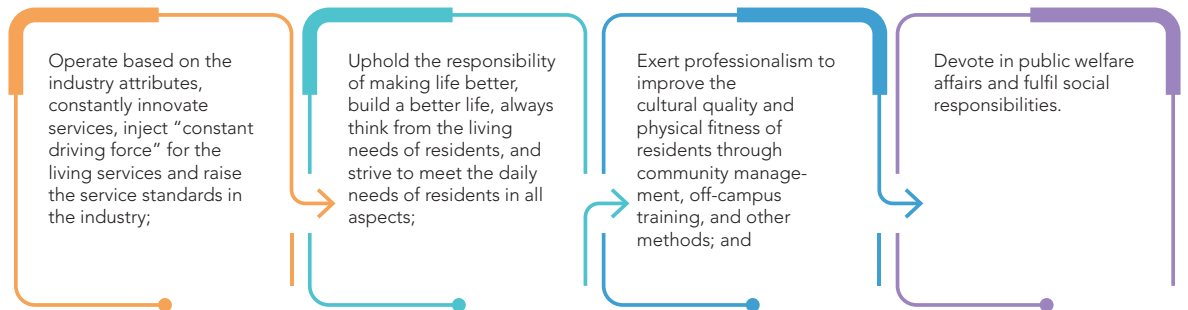 Operate based on the
industry attributes,
constantly innovate
services, inject “constant
driving force” for the
living services and raise
the service standards in
the industry;
Uphold the responsibility
of making life better,
build a better life, always
think from the living
needs of residents, and
strive to meet the daily
needs of residents in all
aspects;
Exert professionalism to
improve the
cultural quality and
physical fitness of
residents through
community manage-
ment, off-campus
training, and other
methods; and
Devote in public welfare
affairs and fulfil social
responsibilities.